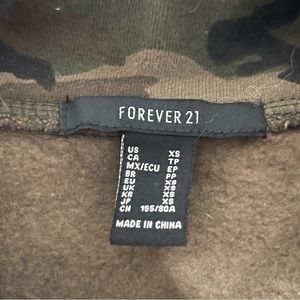 FOREVER 21
US XS
CA TP
MX/ECU EP
BR PP
EU XS
UK XS
KR XS
JP XS
CN 155/80A
MADE IN CHINA